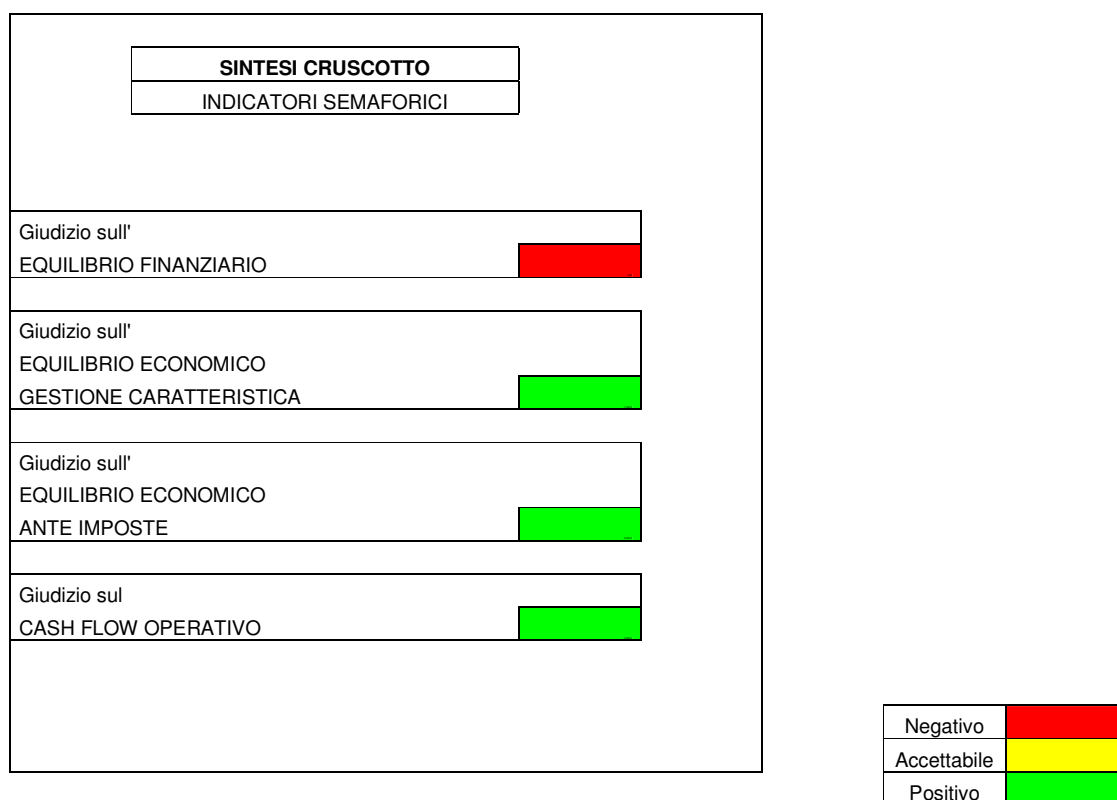 SINTESI CRUSCOTTO
INDICATORI SEMAFORICI
Giudizio sull'
EQUILIBRIO FINANZIARIO
Giudizio sull'
EQUILIBRIO ECONOMICO
GESTIONE CARATTERISTICA
Giudizio sull'
EQUILIBRIO ECONOMICO
ANTE IMPOSTE
Giudizio sul
CASH FLOW OPERATIVO
Negativo
Accettabile
Positivo